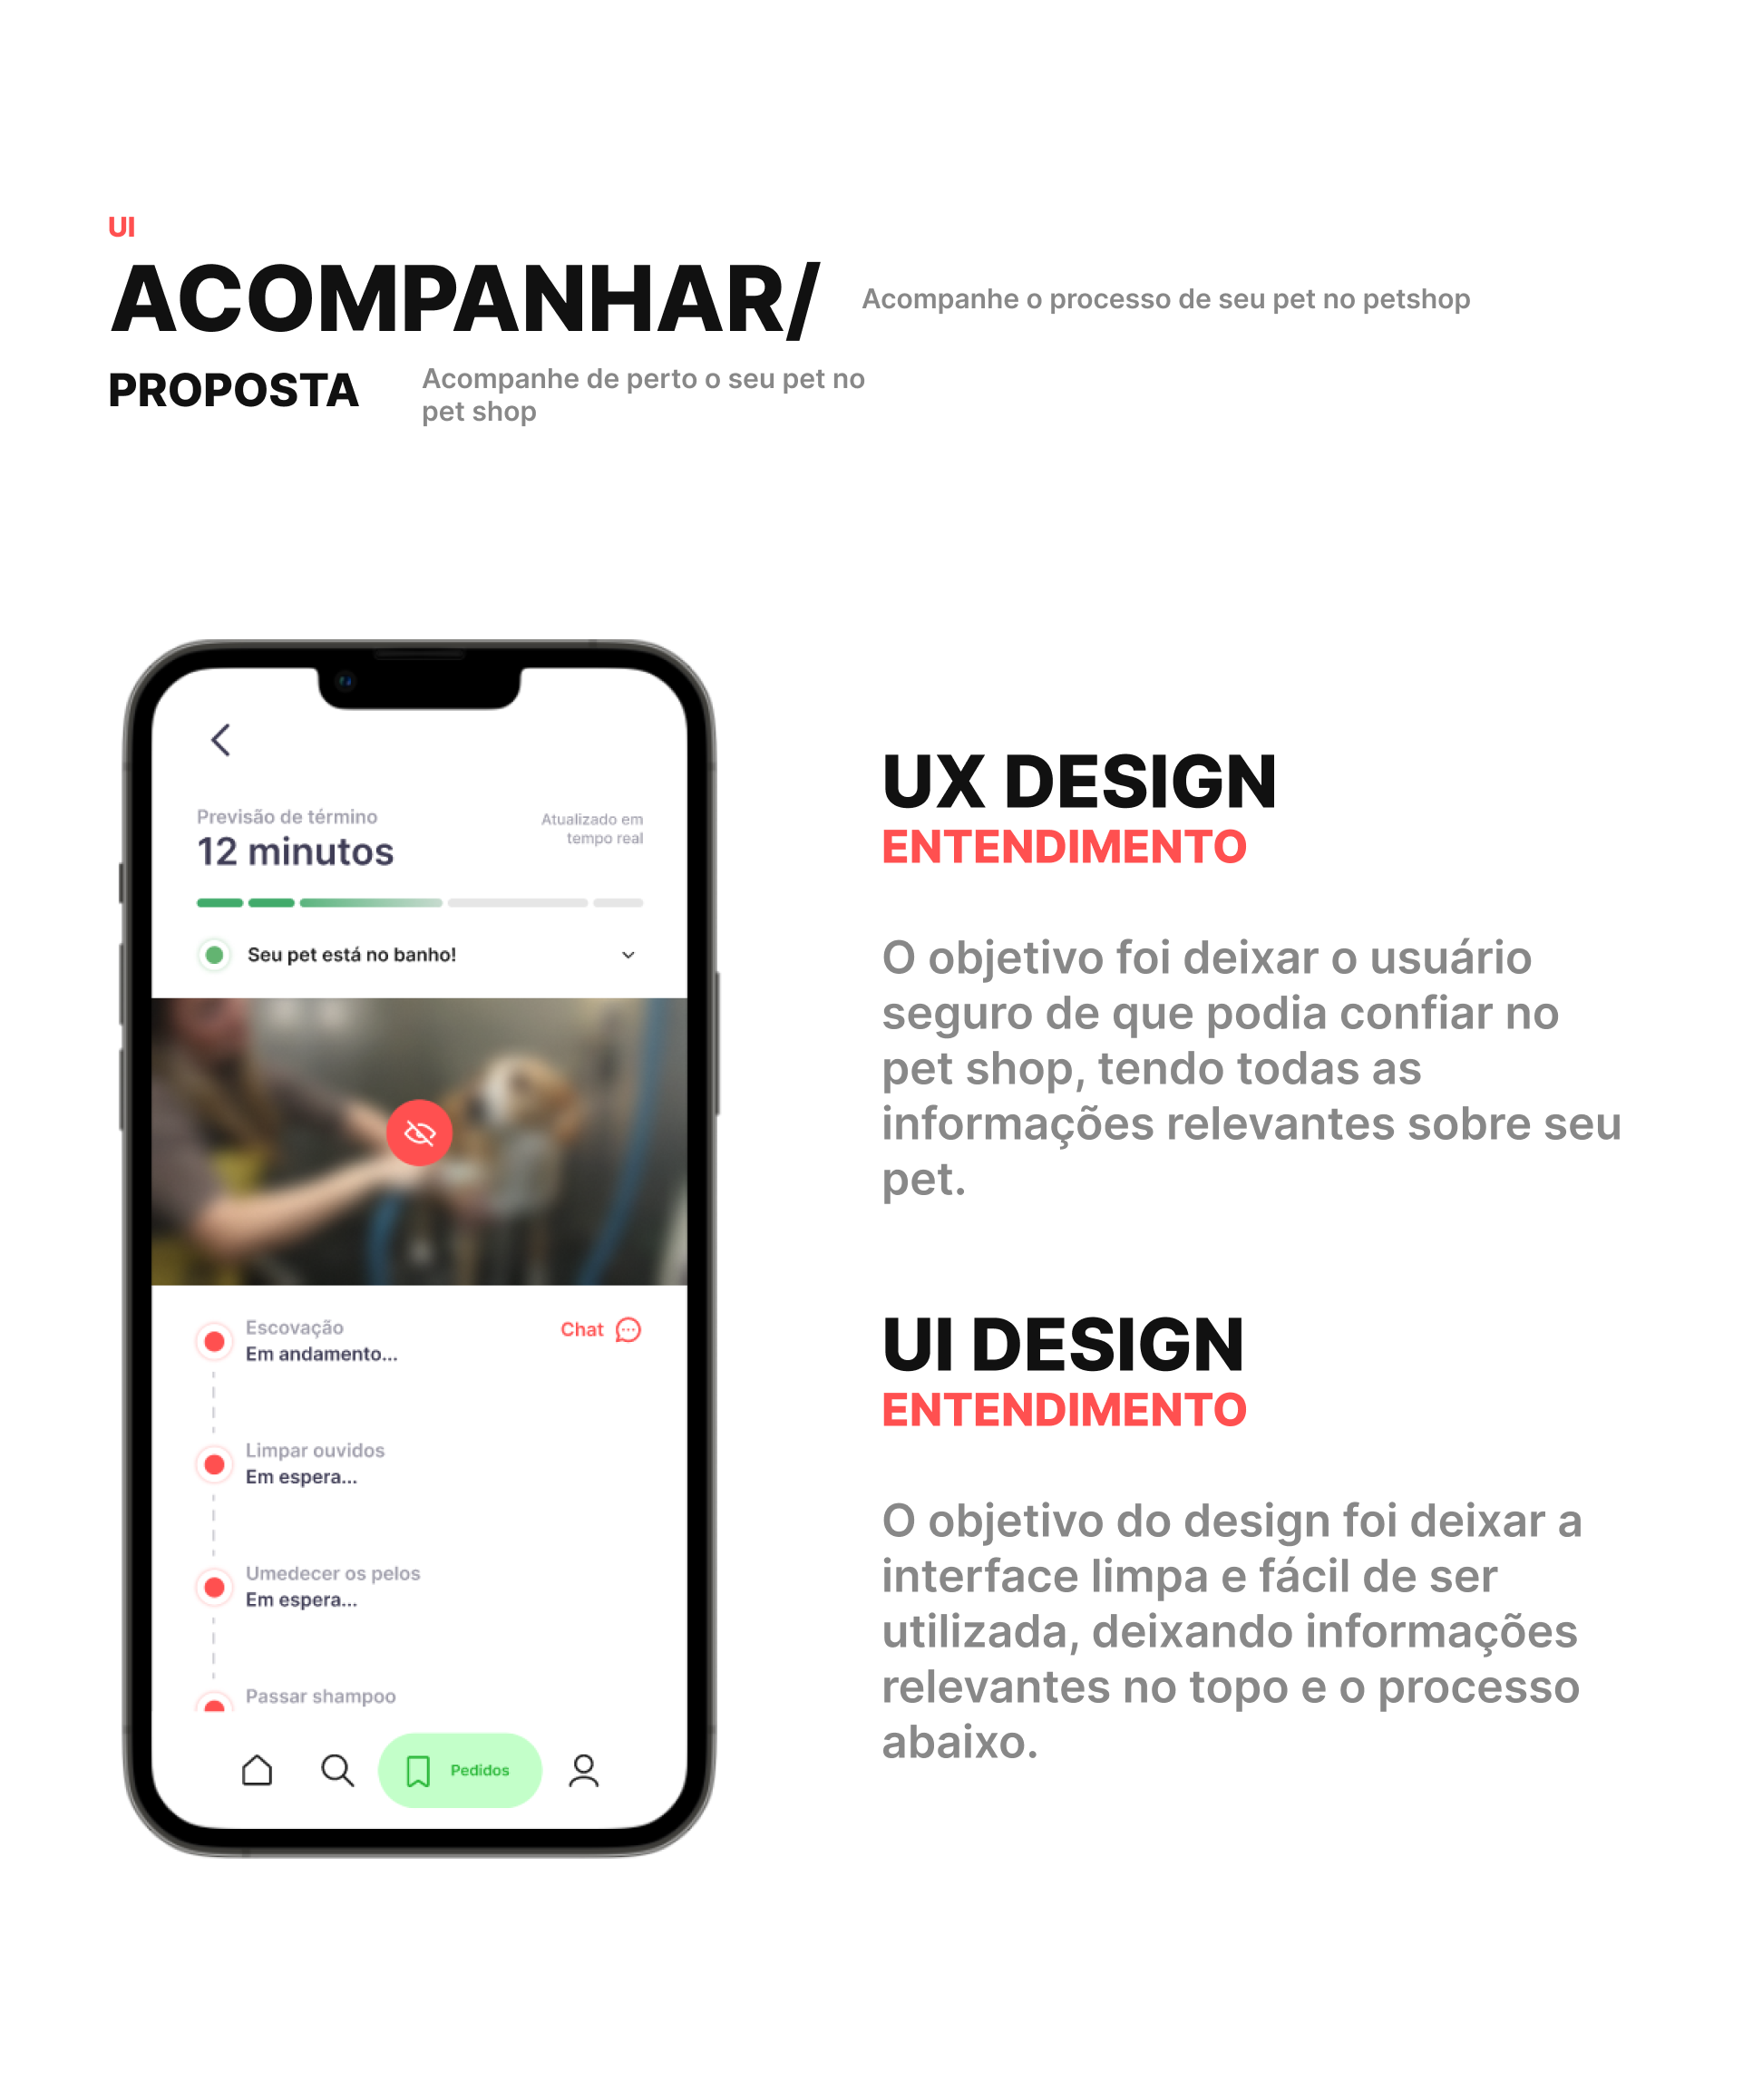 UI
ACOMPANHAR/
Acompanhe o processo de seu pet no petshop
PROPOSTA
Acompanhe de perto o seu pet no
pet shop
Previsão de término
12 minutos
Atualizado em
tempo real
Seu pet está no banho!
Escovação
Em andamento...
Chat
Limpar ouvidos
Em espera...
Umedecer os pelos
Em espera...
Passar shampoo
Pedidos
UX DESIGN
ENTENDIMENTO
O objetivo foi deixar o usuário
seguro de que podia confiar no
pet shop, tendo todas as
informações relevantes sobre seu
pet.
UI DESIGN
ENTENDIMENTO
O objetivo do design foi deixar a
interface limpa e fácil de ser
utilizada, deixando informações
relevantes no topo e o processo
abaixo.